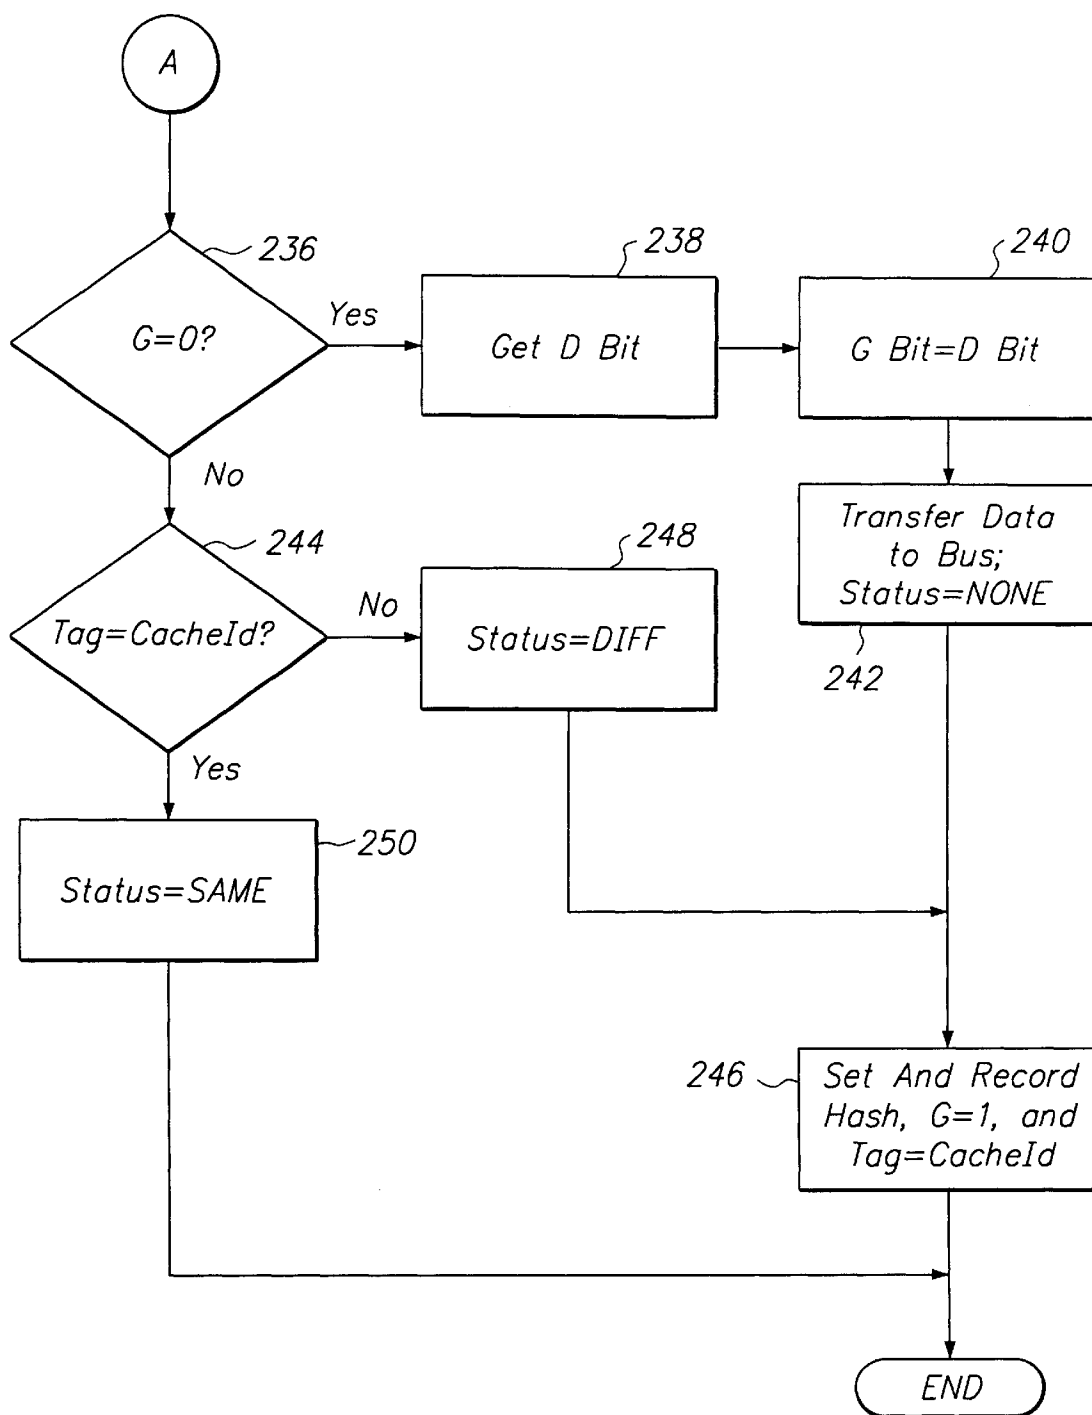 A
236
G=0?
Yes
238
Get D Bit
240
G Bit=D Bit
No
Transfer Data
to Bus;
Status=NONE
242
244
Tag=CacheId?
No
248
Status=DIFF
Yes
250
Status=SAME
246
Set And Record
Hash, G=1, and
Tag=CacheId
END